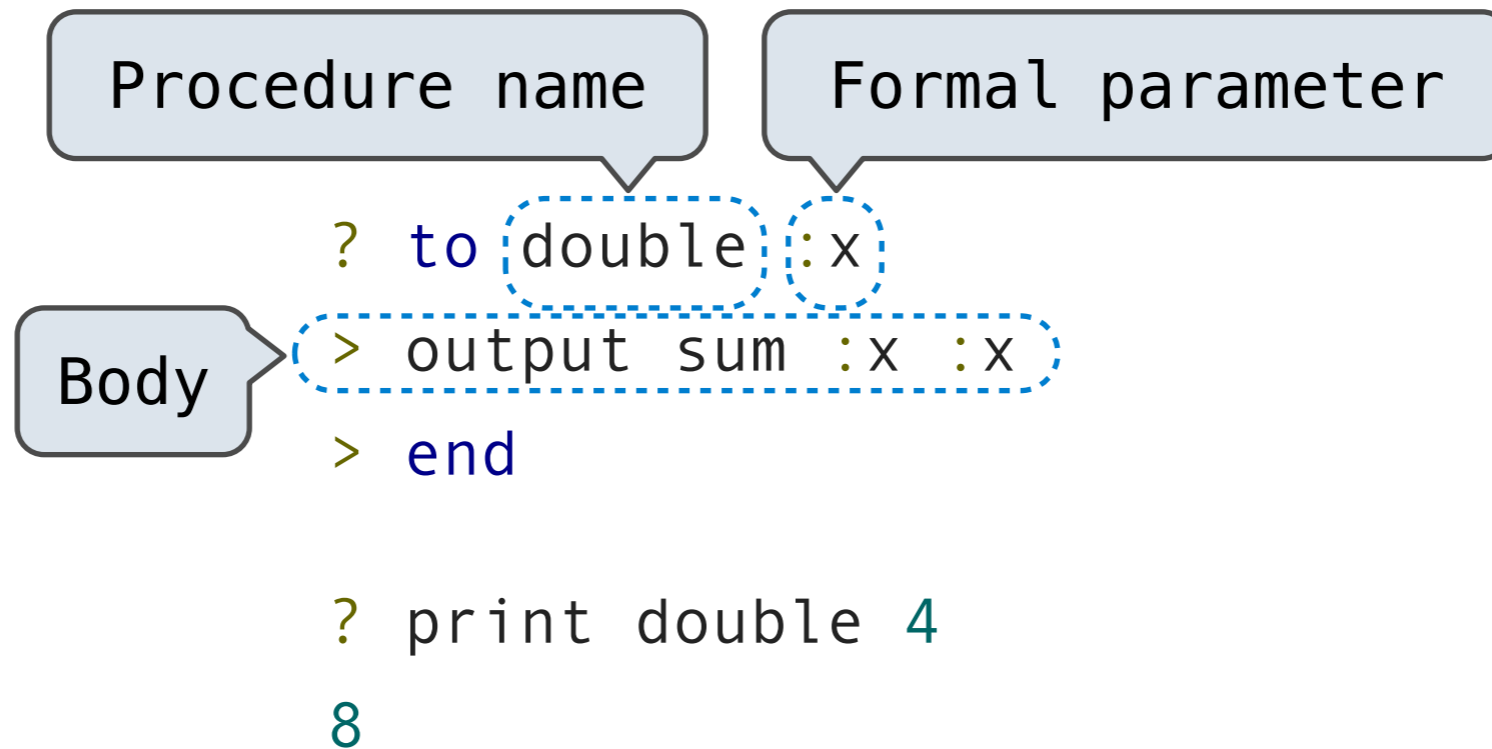 Procedure name
Formal parameter
? to double :x
Body
> output sum :x :x
> end
? print double 4
8